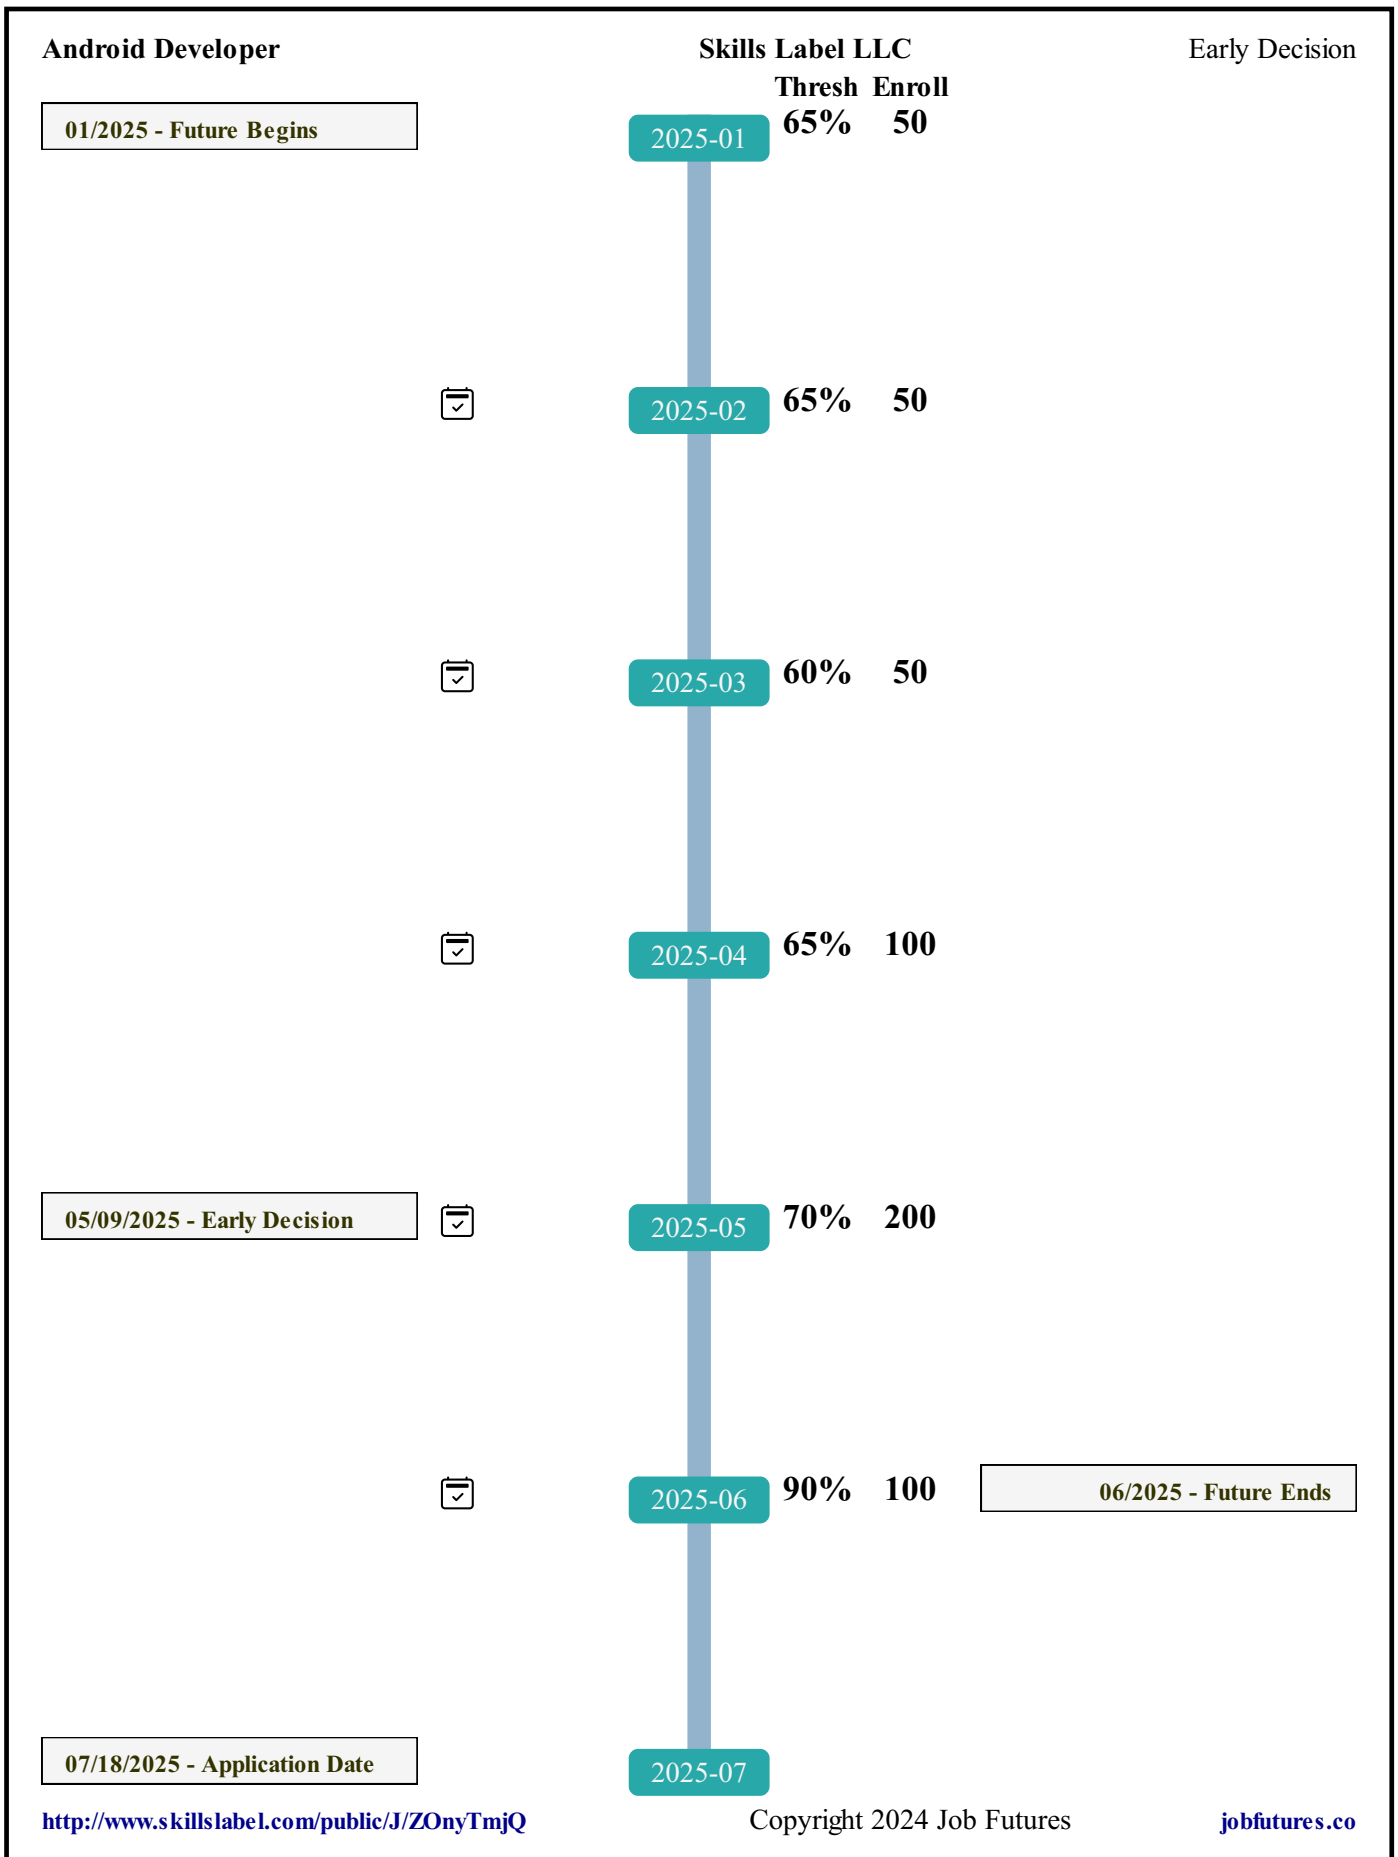 Android Developer Skills Label LLC Early Decision
Thresh Enroll
01/2025 - Future Begins 2025-01 65% 50
2025-02 65% 50
2025-03 60% 50
2025-04 65% 100
05/09/2025 - Early Decision 2025-05 70% 200
2025-06 90% 100 06/2025 - Future Ends
07/18/2025 - Application Date 2025-07
http://www.skillslabel.com/public/J/ZOnyTmjQ Copyright 2024 Job Futures jobfutures.co